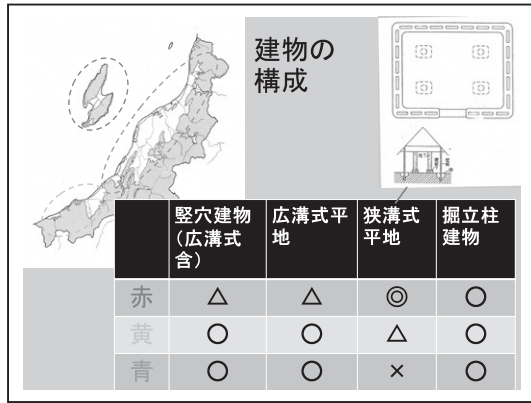 建物の
構成
竪穴建物
（広溝式
含）
広溝式平
地
狭溝式
平地
掘立柱
建物
赤 △ △ ◎ ○
黄 ○ ○ △ ○
青 ○ ○ × ○